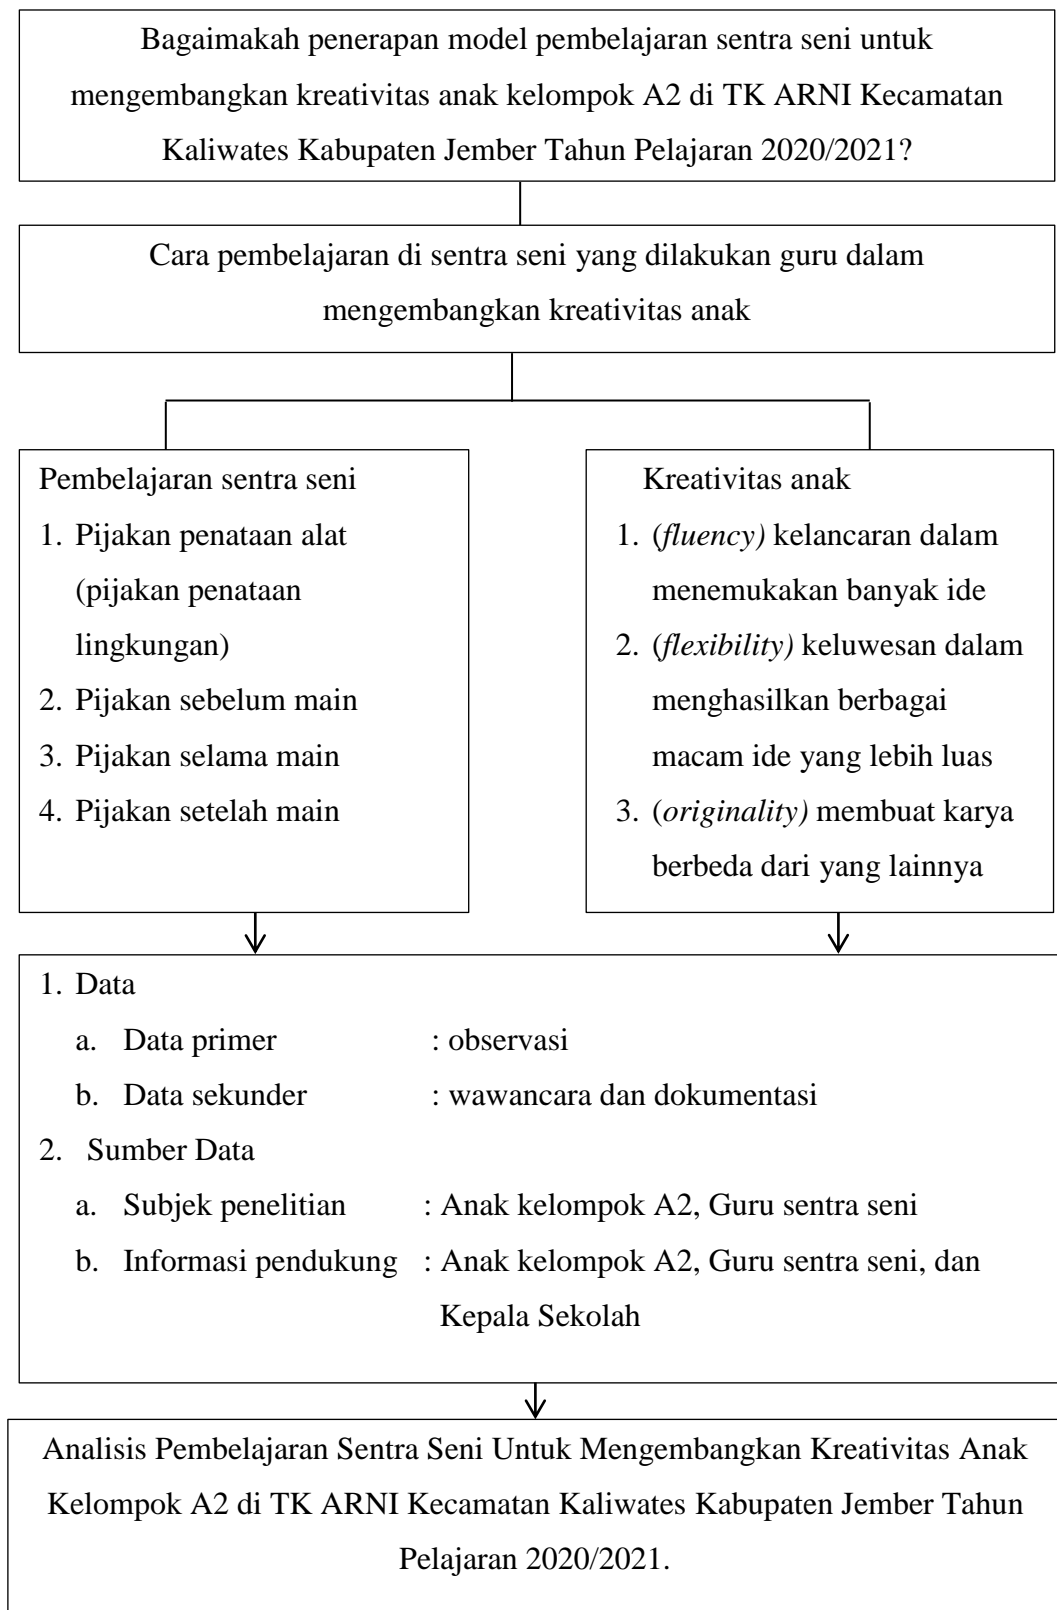 Bagaimakah penerapan model pembelajaran sentra seni untuk
mengembangkan kreativitas anak kelompok A2 di TK ARNI Kecamatan
Kaliwates Kabupaten Jember Tahun Pelajaran 2020/2021?
Cara pembelajaran di sentra seni yang dilakukan guru dalam
mengembangkan kreativitas anak
Pembelajaran sentra seni
1. Pijakan penataan alat
(pijakan penataan
lingkungan)
2. Pijakan sebelum main
3. Pijakan selama main
4. Pijakan setelah main
Kreativitas anak
1. (fluency) kelancaran dalam
menemukakan banyak ide
2. (flexibility) keluwesan dalam
menghasilkan berbagai
macam ide yang lebih luas
3. (originality) membuat karya
berbeda dari yang lainnya
1. Data
a. Data primer : observasi
b. Data sekunder : wawancara dan dokumentasi
2. Sumber Data
a. Subjek penelitian : Anak kelompok A2, Guru sentra seni
b. Informasi pendukung : Anak kelompok A2, Guru sentra seni, dan
Kepala Sekolah
Analisis Pembelajaran Sentra Seni Untuk Mengembangkan Kreativitas Anak
Kelompok A2 di TK ARNI Kecamatan Kaliwates Kabupaten Jember Tahun
Pelajaran 2020/2021.